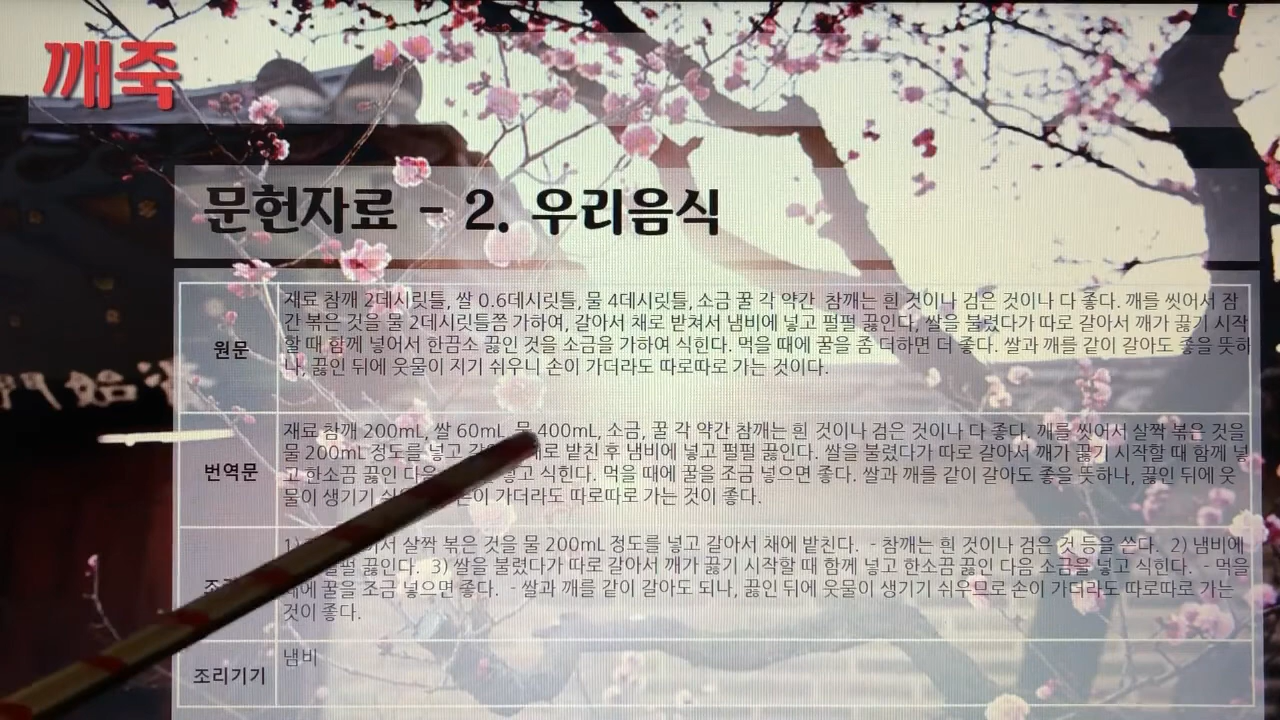 깨죽
문헌자료 - 2. 우리음식
원문
재료 참깨 2데시릿틀, 쌀 0.6데시릿틀, 물 4데시릿틀, 소금 꿀 각 약간 참깨는 흰 것이나 검은 것이나 다 좋다. 깨를 씻어서 잠
간 볶은 것을 물 2데시릿틀쯤 가하여, 갈아서 채로 받쳐서 냄비에 넣고 펄펄 끓인다, 쌀을 불렸다가 따로 갈아서 깨가 끓기 시작
할 때 함께 넣어서 한끔소 끓인 것을 소금을 가하여 식힌다. 먹을 때에 꿀을 좀 더하면 더 좋다. 쌀과 깨를 같이 갈아도 좋을 뜻하
나, 끓인 뒤에 웃물이 지기 쉬우니 손이 가더라도 따로따로 가는 것이다.
번역문
재료 참깨 200mL, 쌀 60mL, 물 400mL, 소금, 꿀 각 약간 참깨는 흰 것이나 검은 것이나 다 좋다. 깨를 씻어서 살짝 볶은 것을
물 200mL 정도를 넣고 받친 후 냄비에 넣고 펄펄 끓인다. 쌀을 불렸다가 따로 갈아서 깨가 끓기 시작할 때 함께 넣
고 한소끔 끓인 다음 넣고 식힌다. 먹을 때에 꿀을 조금 넣으면 좋다. 쌀과 깨를 같이 갈아도 좋을 듯하나, 끓인 뒤에 웃
물이 생기기 가더라도 따로따로 가는 것이 좋다.
1) 살짝 볶은 것을 물 200mL 정도를 넣고 갈아서 채에 밭친다. - 참깨는 흰 것이나 검은 것 등을 쓴다. 2) 냄비에
끓인다. 3) 쌀을 불렸다가 따로 갈아서 깨가 끓기 시작할 때 함께 넣고 한소끔 끓인 다음 소금을 넣고 식힌다. - 먹을
때에 꿀을 조금 넣으면 좋다. - 쌀과 깨를 같이 갈아도 되나, 끓인 뒤에 웃물이 생기기 쉬우므로 손이 가더라도 따로따로 가는
것이 좋다.
조리기기
냄비